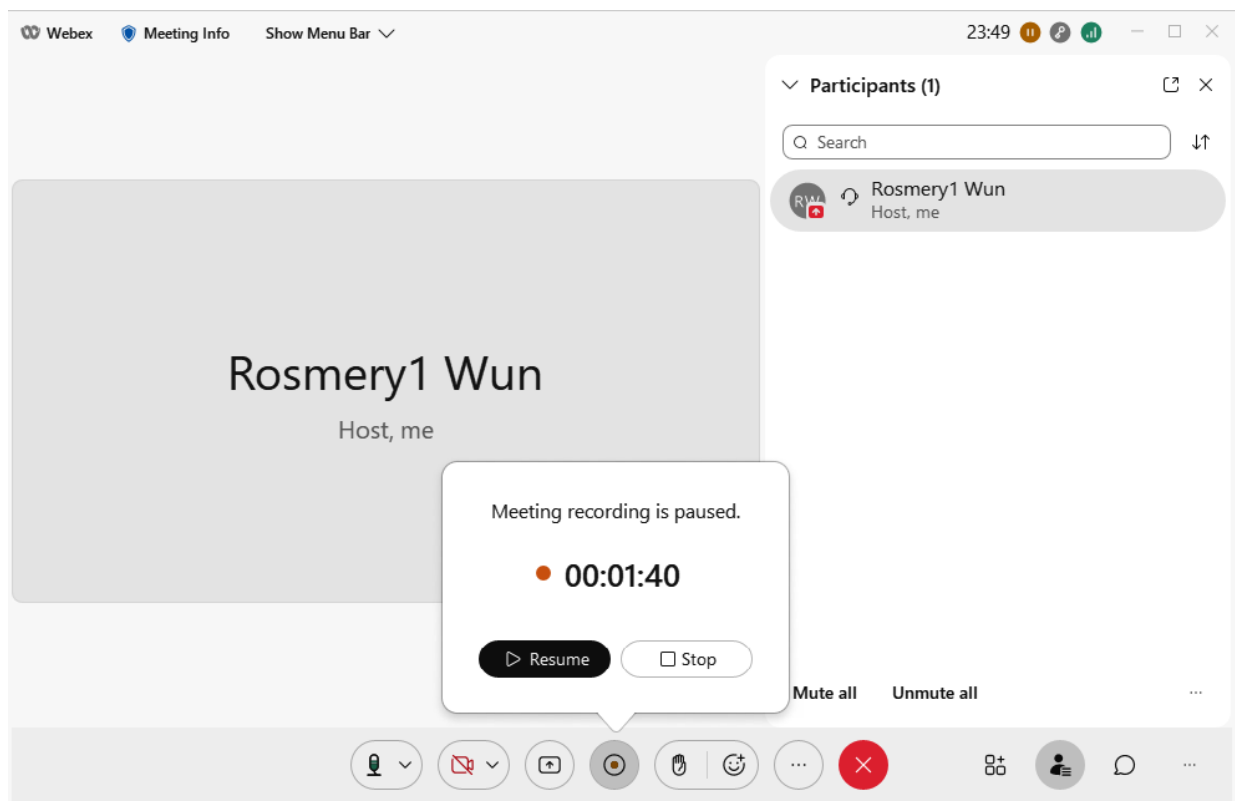 Webex Meeting Info Show Menu Bar 23:49
Participants (1)
Search
RW Rosmery1 Wun
Host, me
Rosmery1 Wun
Host, me
Meeting recording is paused.
00:01:40
Resume Stop
Mute all Unmute all